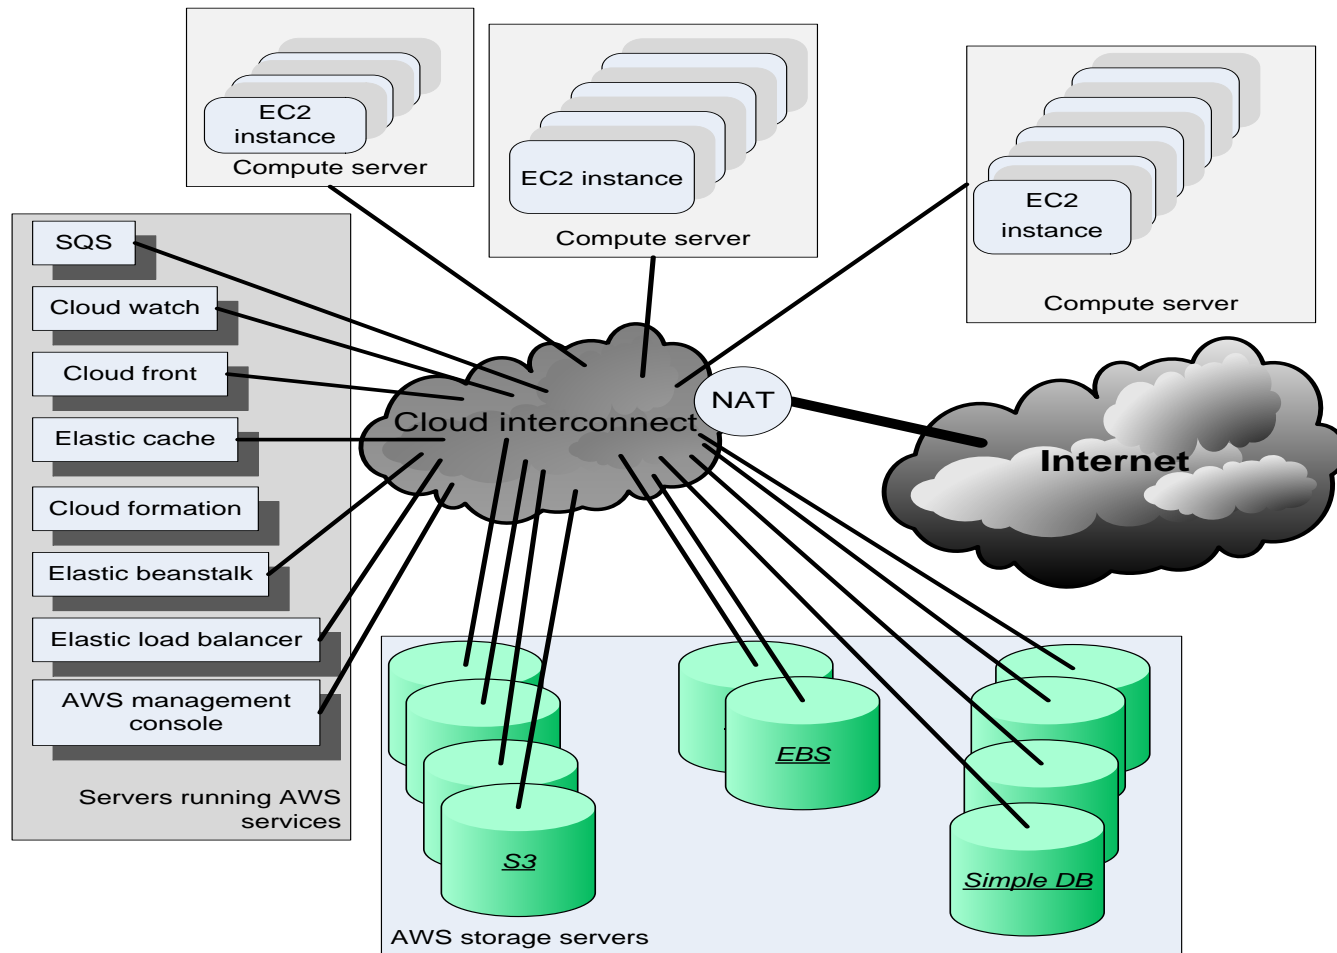 EC2
instance
Compute server
EC2 instance
Compute server
EC2
instance
Compute server
SQS
Cloud watch
Cloud front
Elastic cache
Cloud formation
Elastic beanstalk
Elastic load balancer
AWS management
console
Servers running AWS
services
Cloud interconnect
NAT
Internet
S3
EBS
Simple DB
AWS storage servers